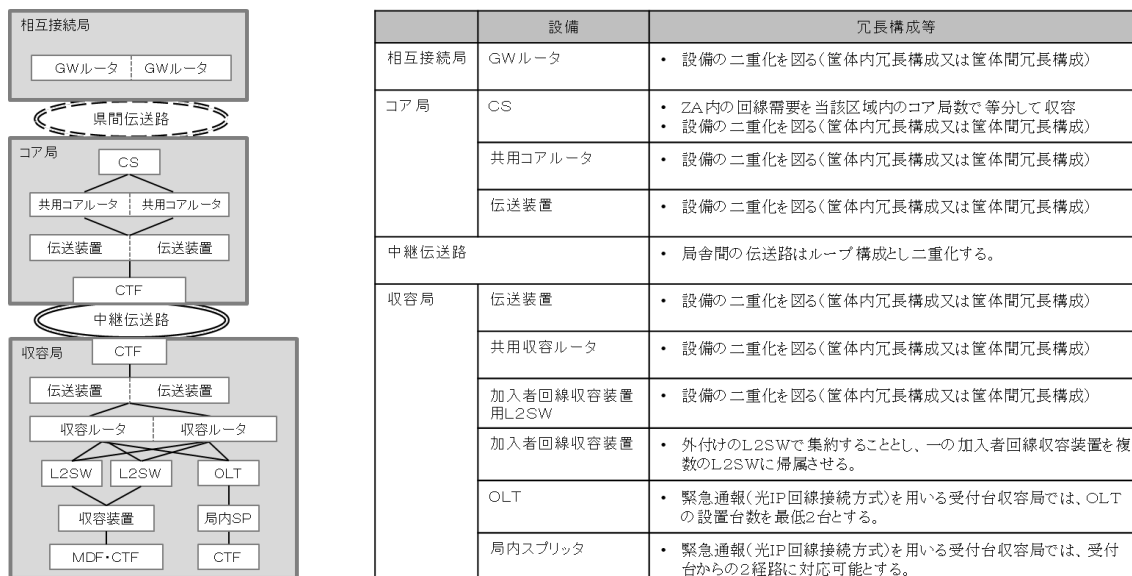 相互接続局
GWルータ GWルータ
県間伝送路
コア局
CS
共用コアルータ 共用コアルータ
伝送装置 伝送装置
CTF
中継伝送路
収容局
CTF
伝送装置 伝送装置
収容ルータ 収容ルータ
L2SW L2SW OLT
収容装置 局内SP
MDF・CTF CTF
設備 冗長構成等
相互接続局 GWルータ • 設備の二重化を図る（筐体内冗長構成又は筐体間冗長構成）
コア局 CS • ZA内の回線需要を当該区域内のコア局数で等分して収容
• 設備の二重化を図る（筐体内冗長構成又は筐体間冗長構成）
共用コアルータ • 設備の二重化を図る（筐体内冗長構成又は筐体間冗長構成）
伝送装置 • 設備の二重化を図る（筐体内冗長構成又は筐体間冗長構成）
中継伝送路 • 局舎間の伝送路はループ構成とし二重化する。
収容局 伝送装置 • 設備の二重化を図る（筐体内冗長構成又は筐体間冗長構成）
共用収容ルータ • 設備の二重化を図る（筐体内冗長構成又は筐体間冗長構成）
加入者回線収容装置 • 設備の二重化を図る（筐体内冗長構成又は筐体間冗長構成）
用L2SW
加入者回線収容装置 • 外付けのL2SWで集約することとし、一の加入者回線収容装置を複
数のL2SWに帰属させる。
OLT • 緊急通報（光IP回線接続方式）を用いる受付台収容局では、OLT
の設置台数を最低2台とする。
局内スプリッタ • 緊急通報（光IP回線接続方式）を用いる受付台収容局では、受付
台からの2経路に対応可能とする。